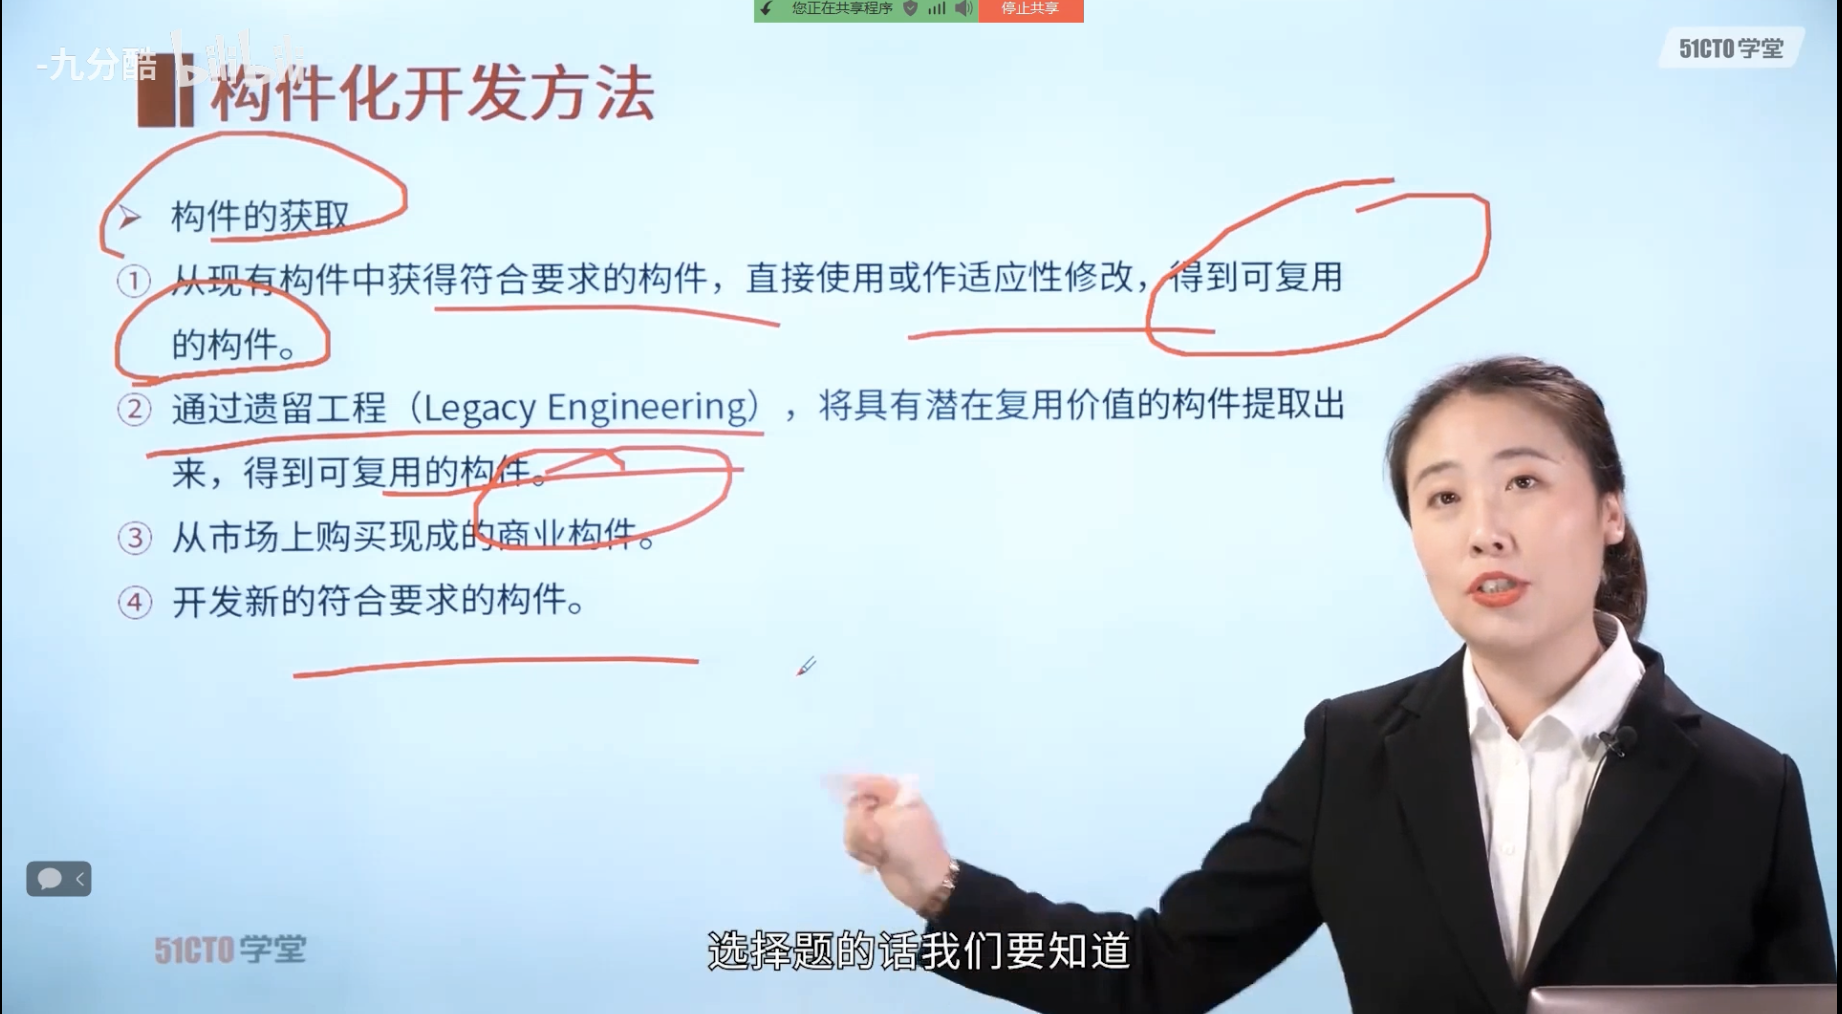 您正在共享程序 停止共享
-九分酷 bilibili
51CTO学堂
构件化开发方法
构件的获取
① 从现有构件中获得符合要求的构件，直接使用或作适应性修改，得到可复用
的构件。
② 通过遗留工程（Legacy Engineering），将具有潜在复用价值的构件提取出
来，得到可复用的构件。
③ 从市场上购买现成的商业构件。
④ 开发新的符合要求的构件。
51CTO学堂
选择题的话我们要知道